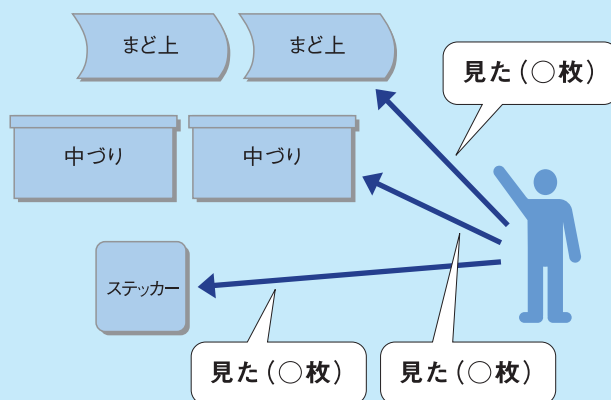 まど上
まど上
見た(○枚)
中づり
中づり
ステッカー
見た(○枚)
見た(○枚)